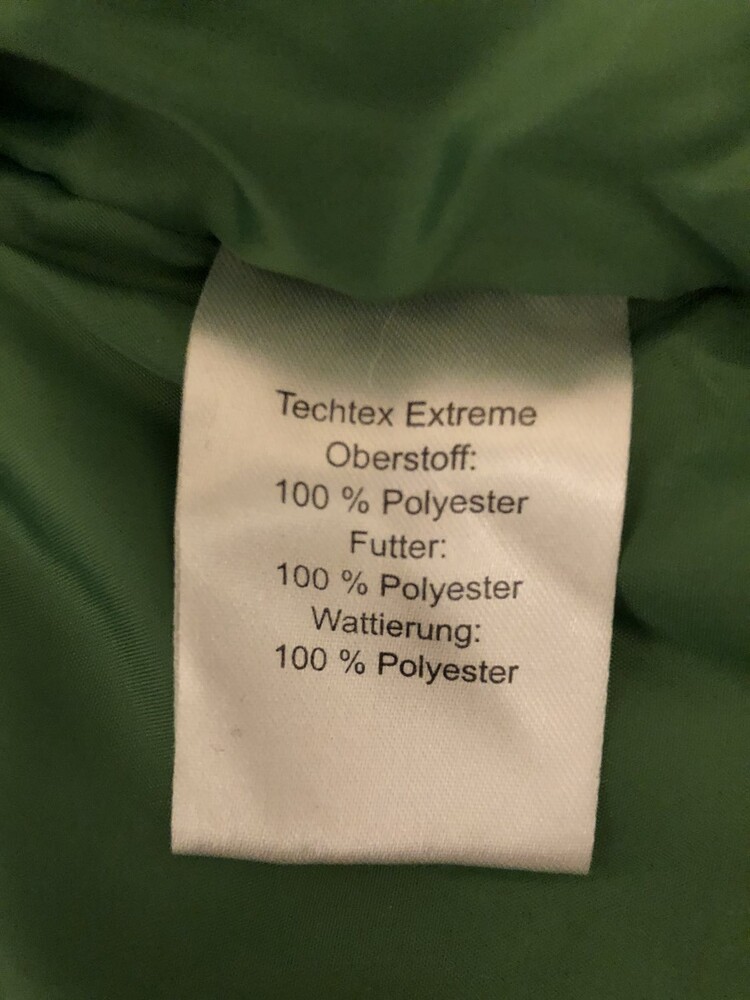 Techtex Extreme
Oberstoff:
100 % Polyester
Futter:
100 % Polyester
Wattierung:
100 % Polyester